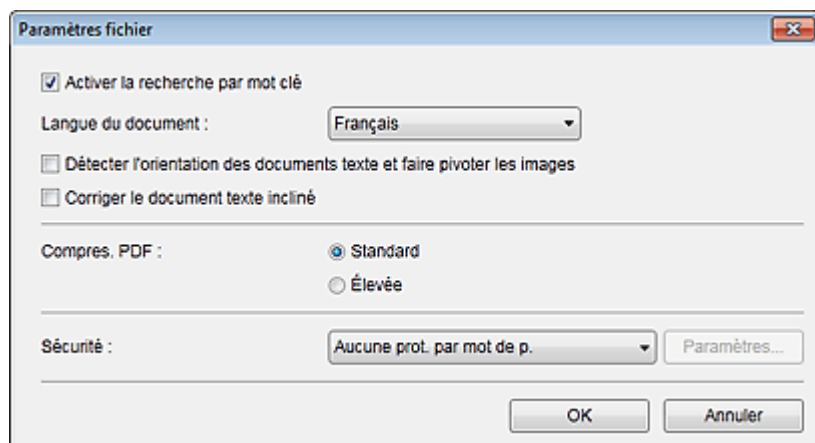 Paramètres fichier
Activer la recherche par mot clé
Langue du document : Français
Détecter l'orientation des documents texte et faire pivoter les images
Corriger le document texte incliné
Compres. PDF : Standard
Élevée
Sécurité : Aucune prot. par mot de p. Paramètres...
OK Annuler